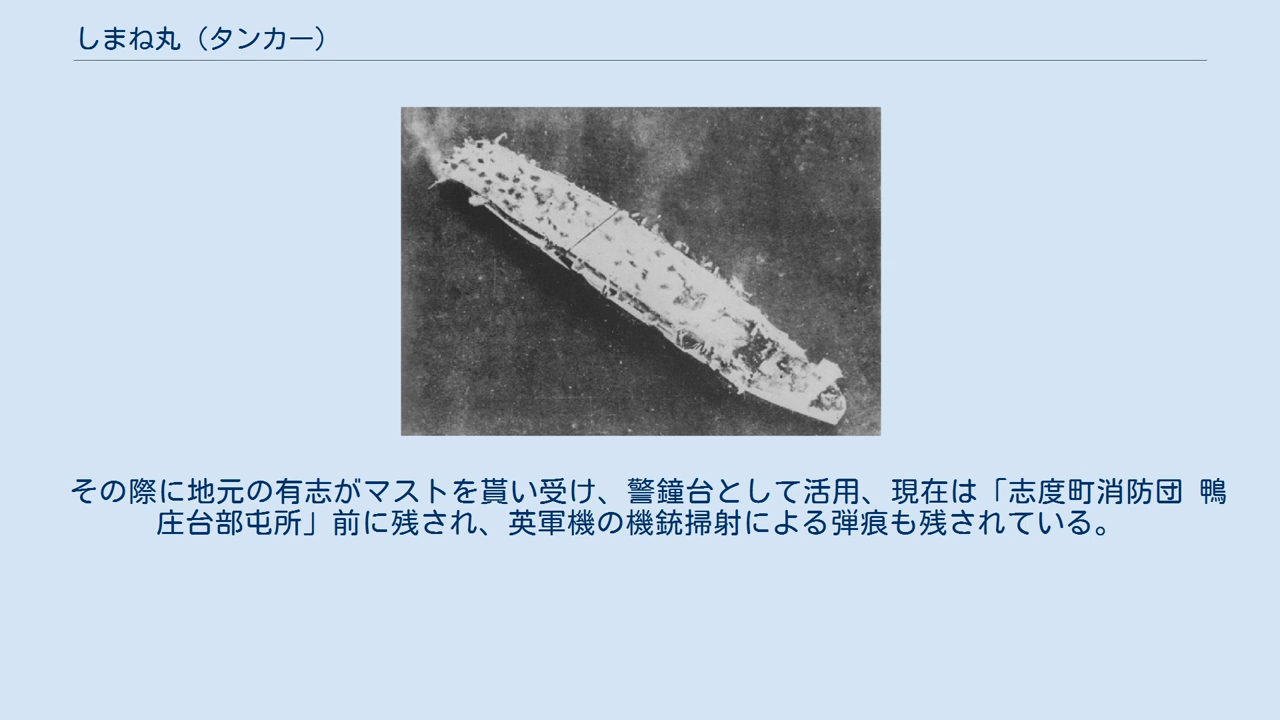 しまね丸（タンカー）
その際に地元の有志がマストを貰い受け、警鐘台として活用、現在は「志度町消防団 鴨
庄台部屯所」前に残され、英軍機の機銃掃射による弾痕も残されている。